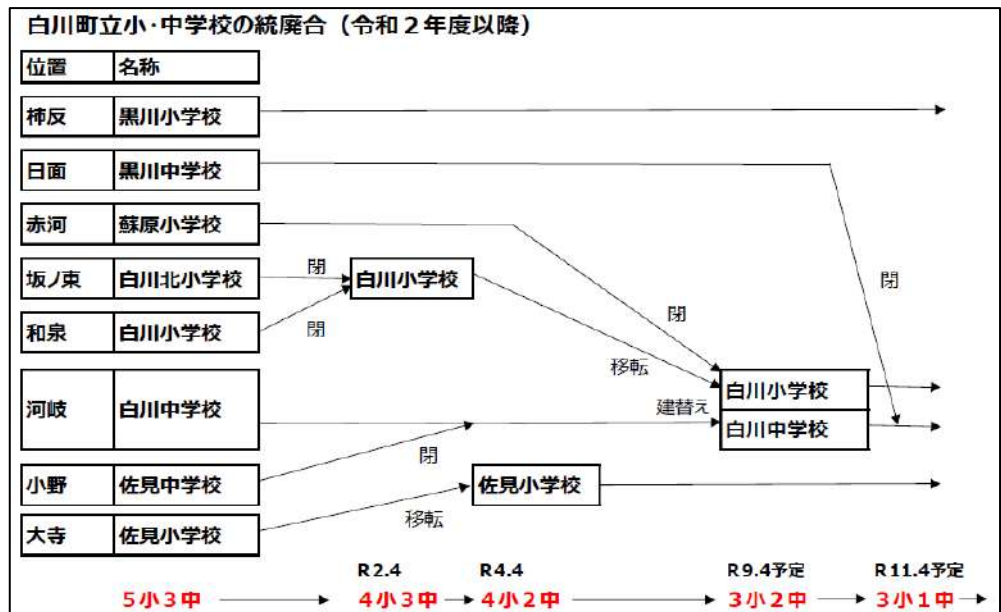 白川町立小・中学校の統廃合（令和２年度以降）
位置 名称
柿反 黒川小学校
日面 黒川中学校
赤河 蘇原小学校
坂ノ東 白川北小学校 閉 白川小学校
閉
和泉 白川小学校 閉
閉
移転
河岐 白川中学校 建替え 白川小学校
白川中学校
閉
小野 佐見中学校 佐見小学校
大寺 佐見小学校 移転
R2.4 R4.4 R9.4予定 R11.4予定
５小３中 ４小３中 ４小２中 ３小２中 ３小１中